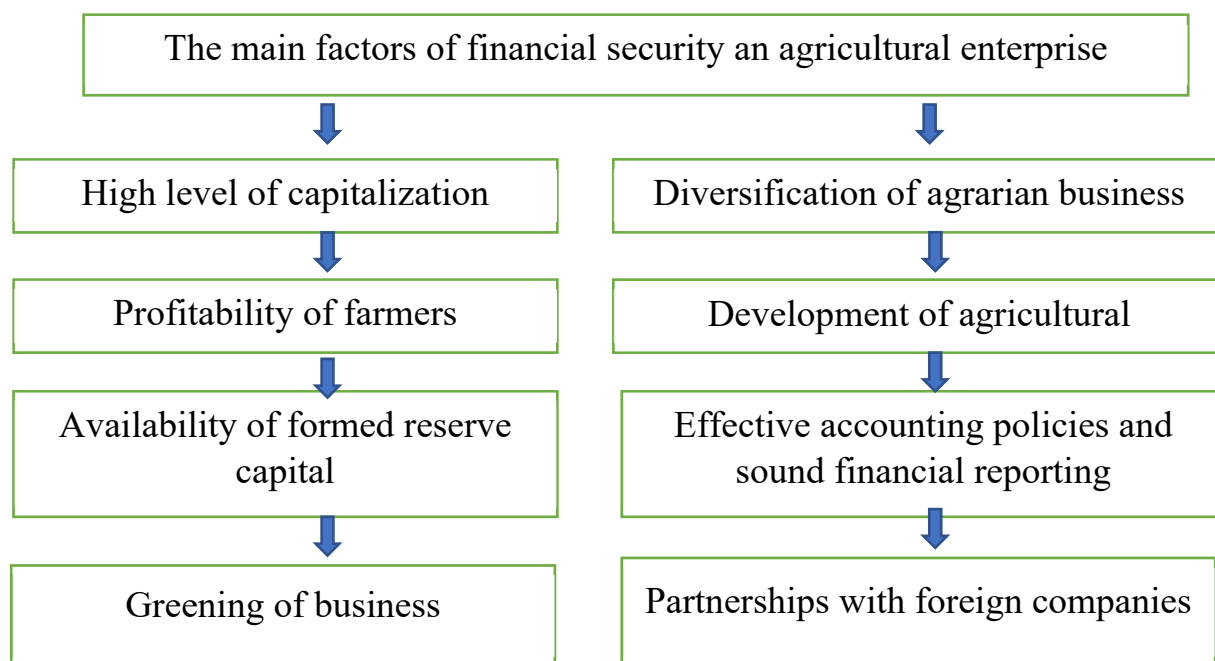 The main factors of financial security an agricultural enterprise
High level of capitalization
Diversification of agrarian business
Profitability of farmers
Development of agricultural
Availability of formed reserve
capital
Effective accounting policies and
sound financial reporting
Greening of business
Partnerships with foreign companies